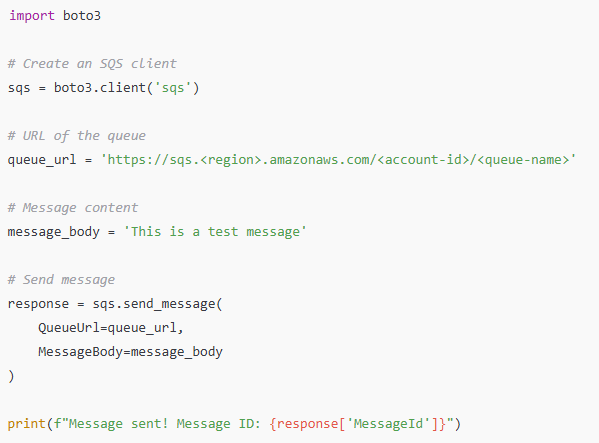 import boto3
# Create an SQS client
sqs = boto3.client('sqs')
# URL of the queue
queue_url = 'https://sqs.<region>.amazonaws.com/<account-id>/<queue-name>'
# Message content
message_body = 'This is a test message'
# Send message
response = sqs.send_message(
    QueueUrl=queue_url,
    MessageBody=message_body
)
print(f"Message sent! Message ID: {response['MessageId']}")